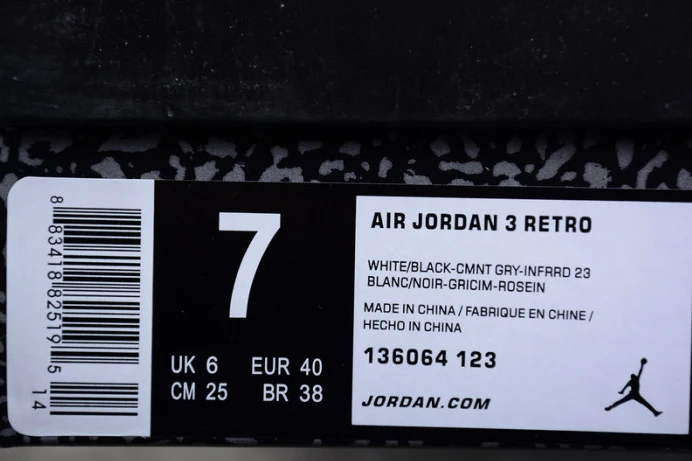 8 83418 82519 5
14
7
UK 6 EUR 40
CM 25 BR 38
AIR JORDAN 3 RETRO
WHITE/BLACK-CMNT GRY-INFRRD 23
BLANC/NOIR-GRICIM-ROSEIN
MADE IN CHINA / FABRIQUE EN CHINE /
HECHO IN CHINA
136064 123
JORDAN.COM